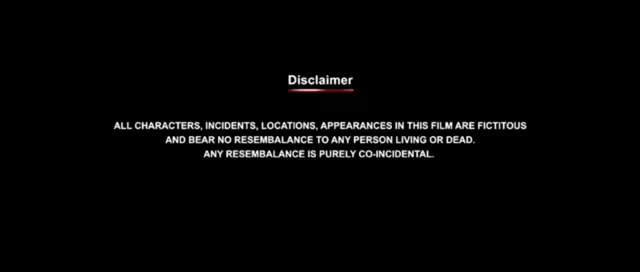 Disclaimer
ALL CHARACTERS, INCIDENTS, LOCATIONS, APPEARANCES IN THIS FILM ARE FICTITOUS
AND BEAR NO RESEMBALANCE TO ANY PERSON LIVING OR DEAD.
ANY RESEMBALANCE IS PURELY CO-INCIDENTAL.